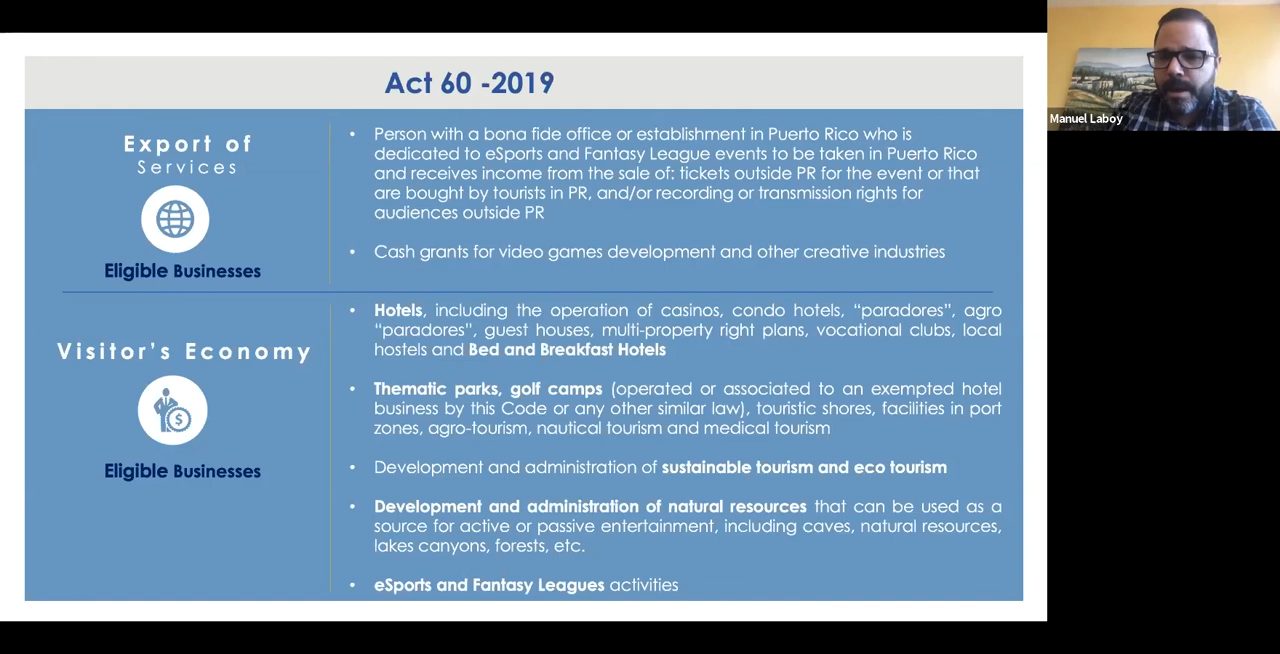 Act 60 -2019
Export of
Services
Eligible Businesses
• Person with a bona fide office or establishment in Puerto Rico who is
dedicated to eSports and Fantasy League events to be taken in Puerto Rico
and receives income from the sale of: tickets outside PR for the event or that
are bought by tourists in PR, and/or recording or transmission rights for
audiences outside PR
• Cash grants for video games development and other creative industries
Visitor's Economy
Eligible Businesses
• Hotels, including the operation of casinos, condo hotels, “paradores”, agro
“paradores”, guest houses, multi-property right plans, vocational clubs, local
hostels and Bed and Breakfast Hotels
• Thematic parks, golf camps (operated or associated to an exempted hotel
business by this Code or any other similar law), touristic shores, facilities in port
zones, agro-tourism, nautical tourism and medical tourism
• Development and administration of sustainable tourism and eco tourism
• Development and administration of natural resources that can be used as a
source for active or passive entertainment, including caves, natural resources,
lakes canyons, forests, etc.
• eSports and Fantasy Leagues activities
Manuel Laboy